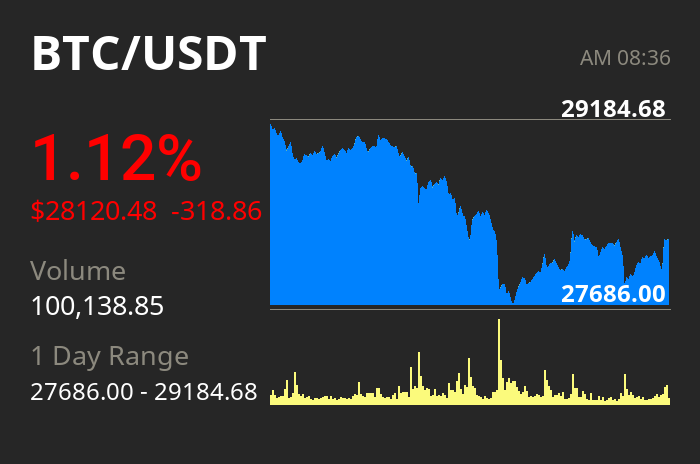 BTC/USDT
AM 08:36
29184.68
1.12%
$28120.48 -318.86
Volume
100,138.85
27686.00
1 Day Range
27686.00 - 29184.68